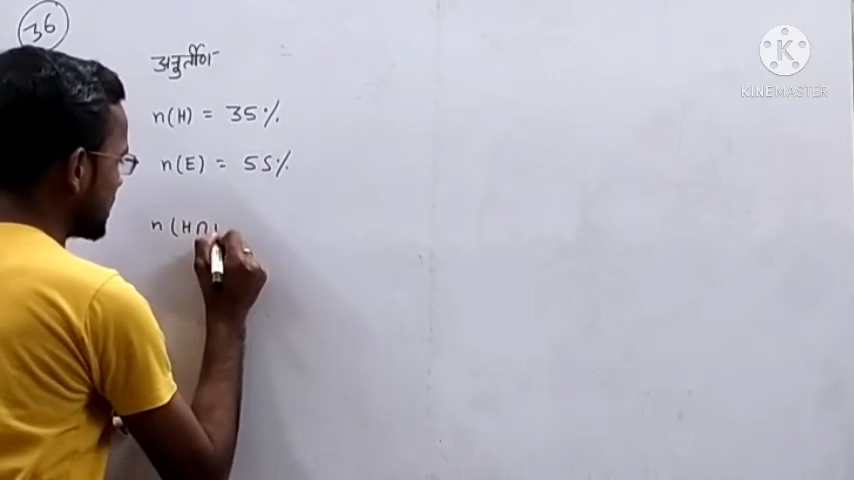 36
अनुर्तीण
n(H) = 35%
n(E) = 55%
n(H∩
K
KINEMASTER